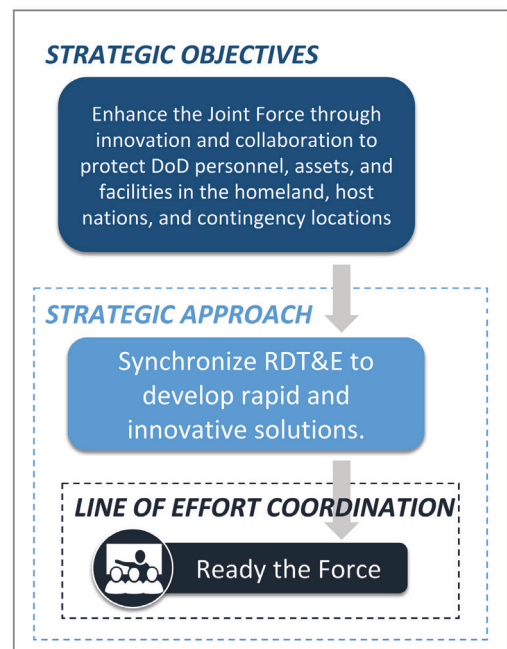 STRATEGIC OBJECTIVES
Enhance the Joint Force through
innovation and collaboration to
protect DoD personnel, assets, and
facilities in the homeland, host
nations, and contingency locations
STRATEGIC APPROACH
Synchronize RDT&E to
develop rapid and
innovative solutions.
LINE OF EFFORT COORDINATION
Ready the Force